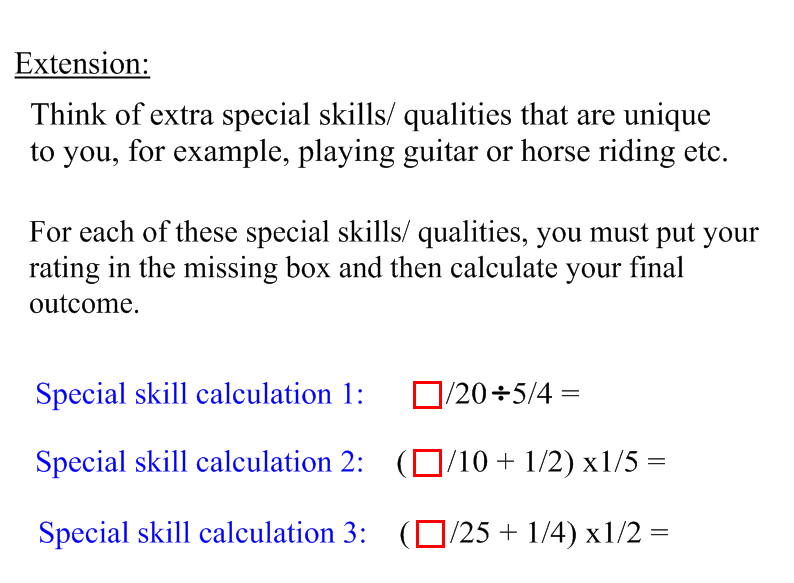 Extension:
Think of extra special skills/ qualities that are unique
to you, for example, playing guitar or horse riding etc.
For each of these special skills/ qualities, you must put your
rating in the missing box and then calculate your final
outcome.
Special skill calculation 1: □/20÷5/4 =
Special skill calculation 2: (□/10 + 1/2) x1/5 =
Special skill calculation 3: (□/25 + 1/4) x1/2 =